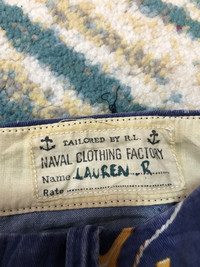 TAILORED BY R.L.
NAVAL CLOTHING FACTORY
Name LAUREN R
Rate